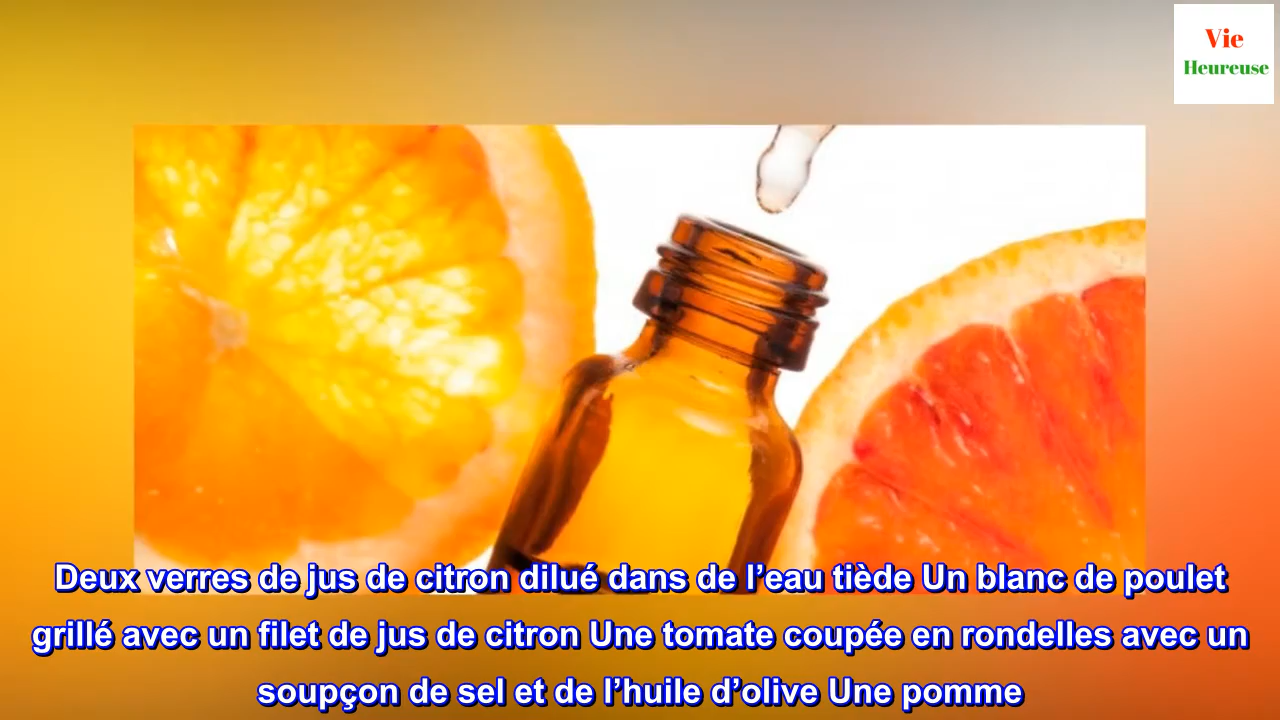 Vie
Heureuse
Deux verres de jus de citron dilué dans de l’eau tiède Un blanc de poulet
grillé avec un filet de jus de citron Une tomate coupée en rondelles avec un
soupçon de sel et de l’huile d’olive Une pomme